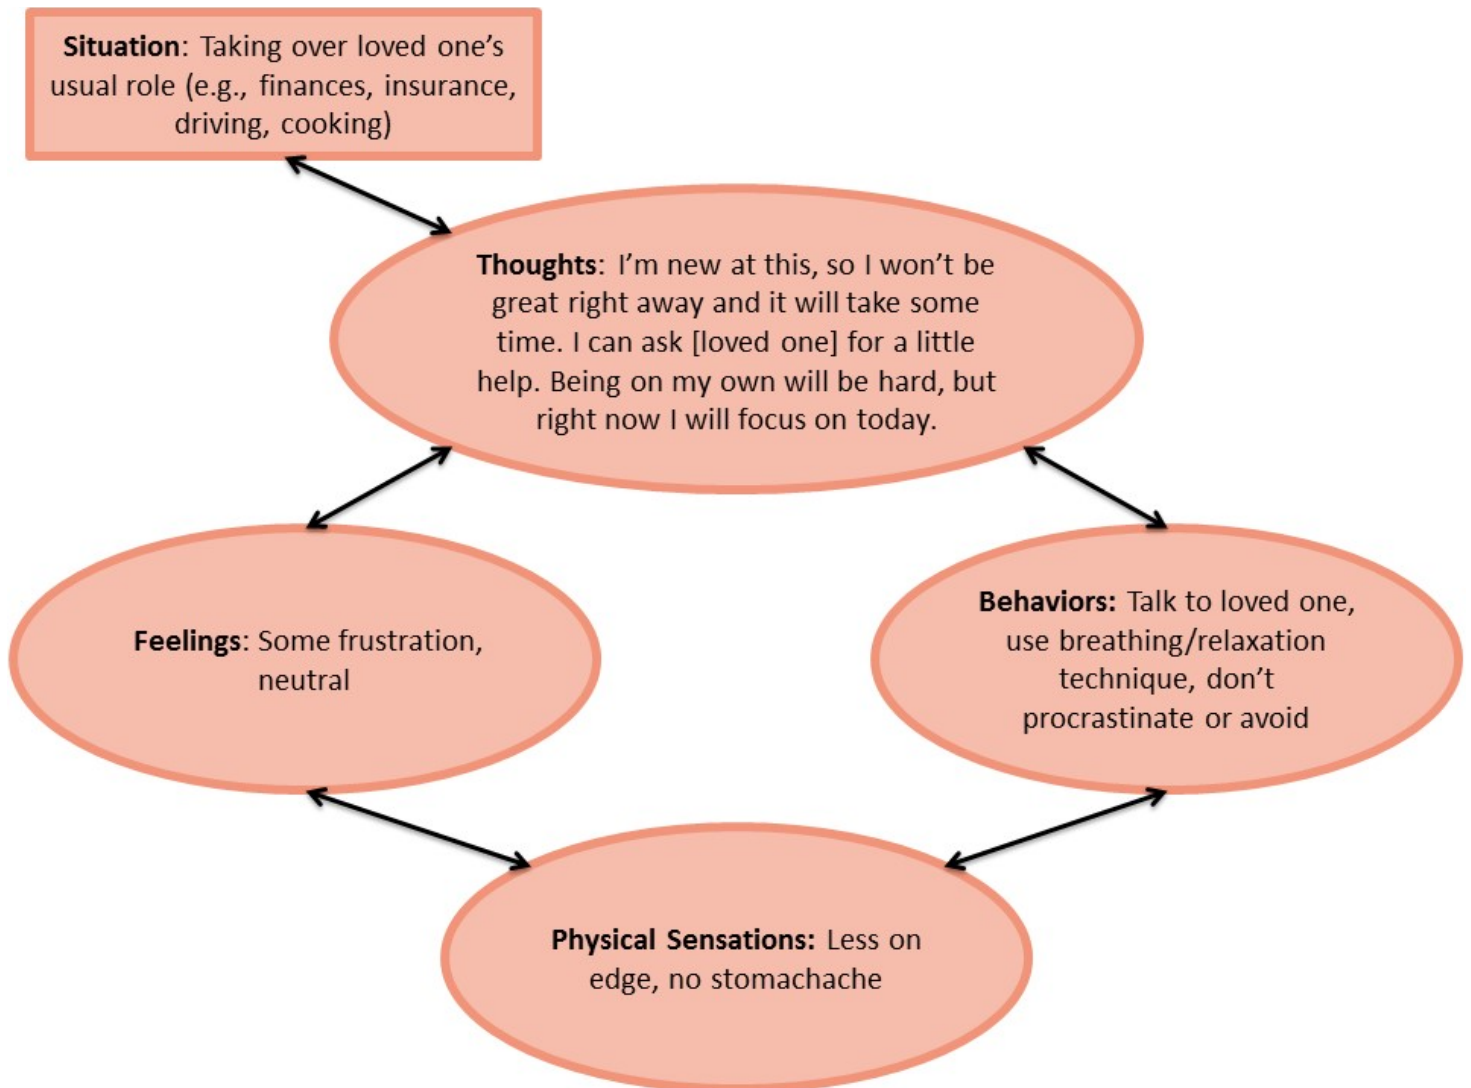 Situation: Taking over loved one’s
usual role (e.g., finances, insurance,
driving, cooking)
Thoughts: I’m new at this, so I won’t be
great right away and it will take some
time. I can ask [loved one] for a little
help. Being on my own will be hard, but
right now I will focus on today.
Feelings: Some frustration,
neutral
Behaviors: Talk to loved one,
use breathing/relaxation
technique, don’t
procrastinate or avoid
Physical Sensations: Less on
edge, no stomachache